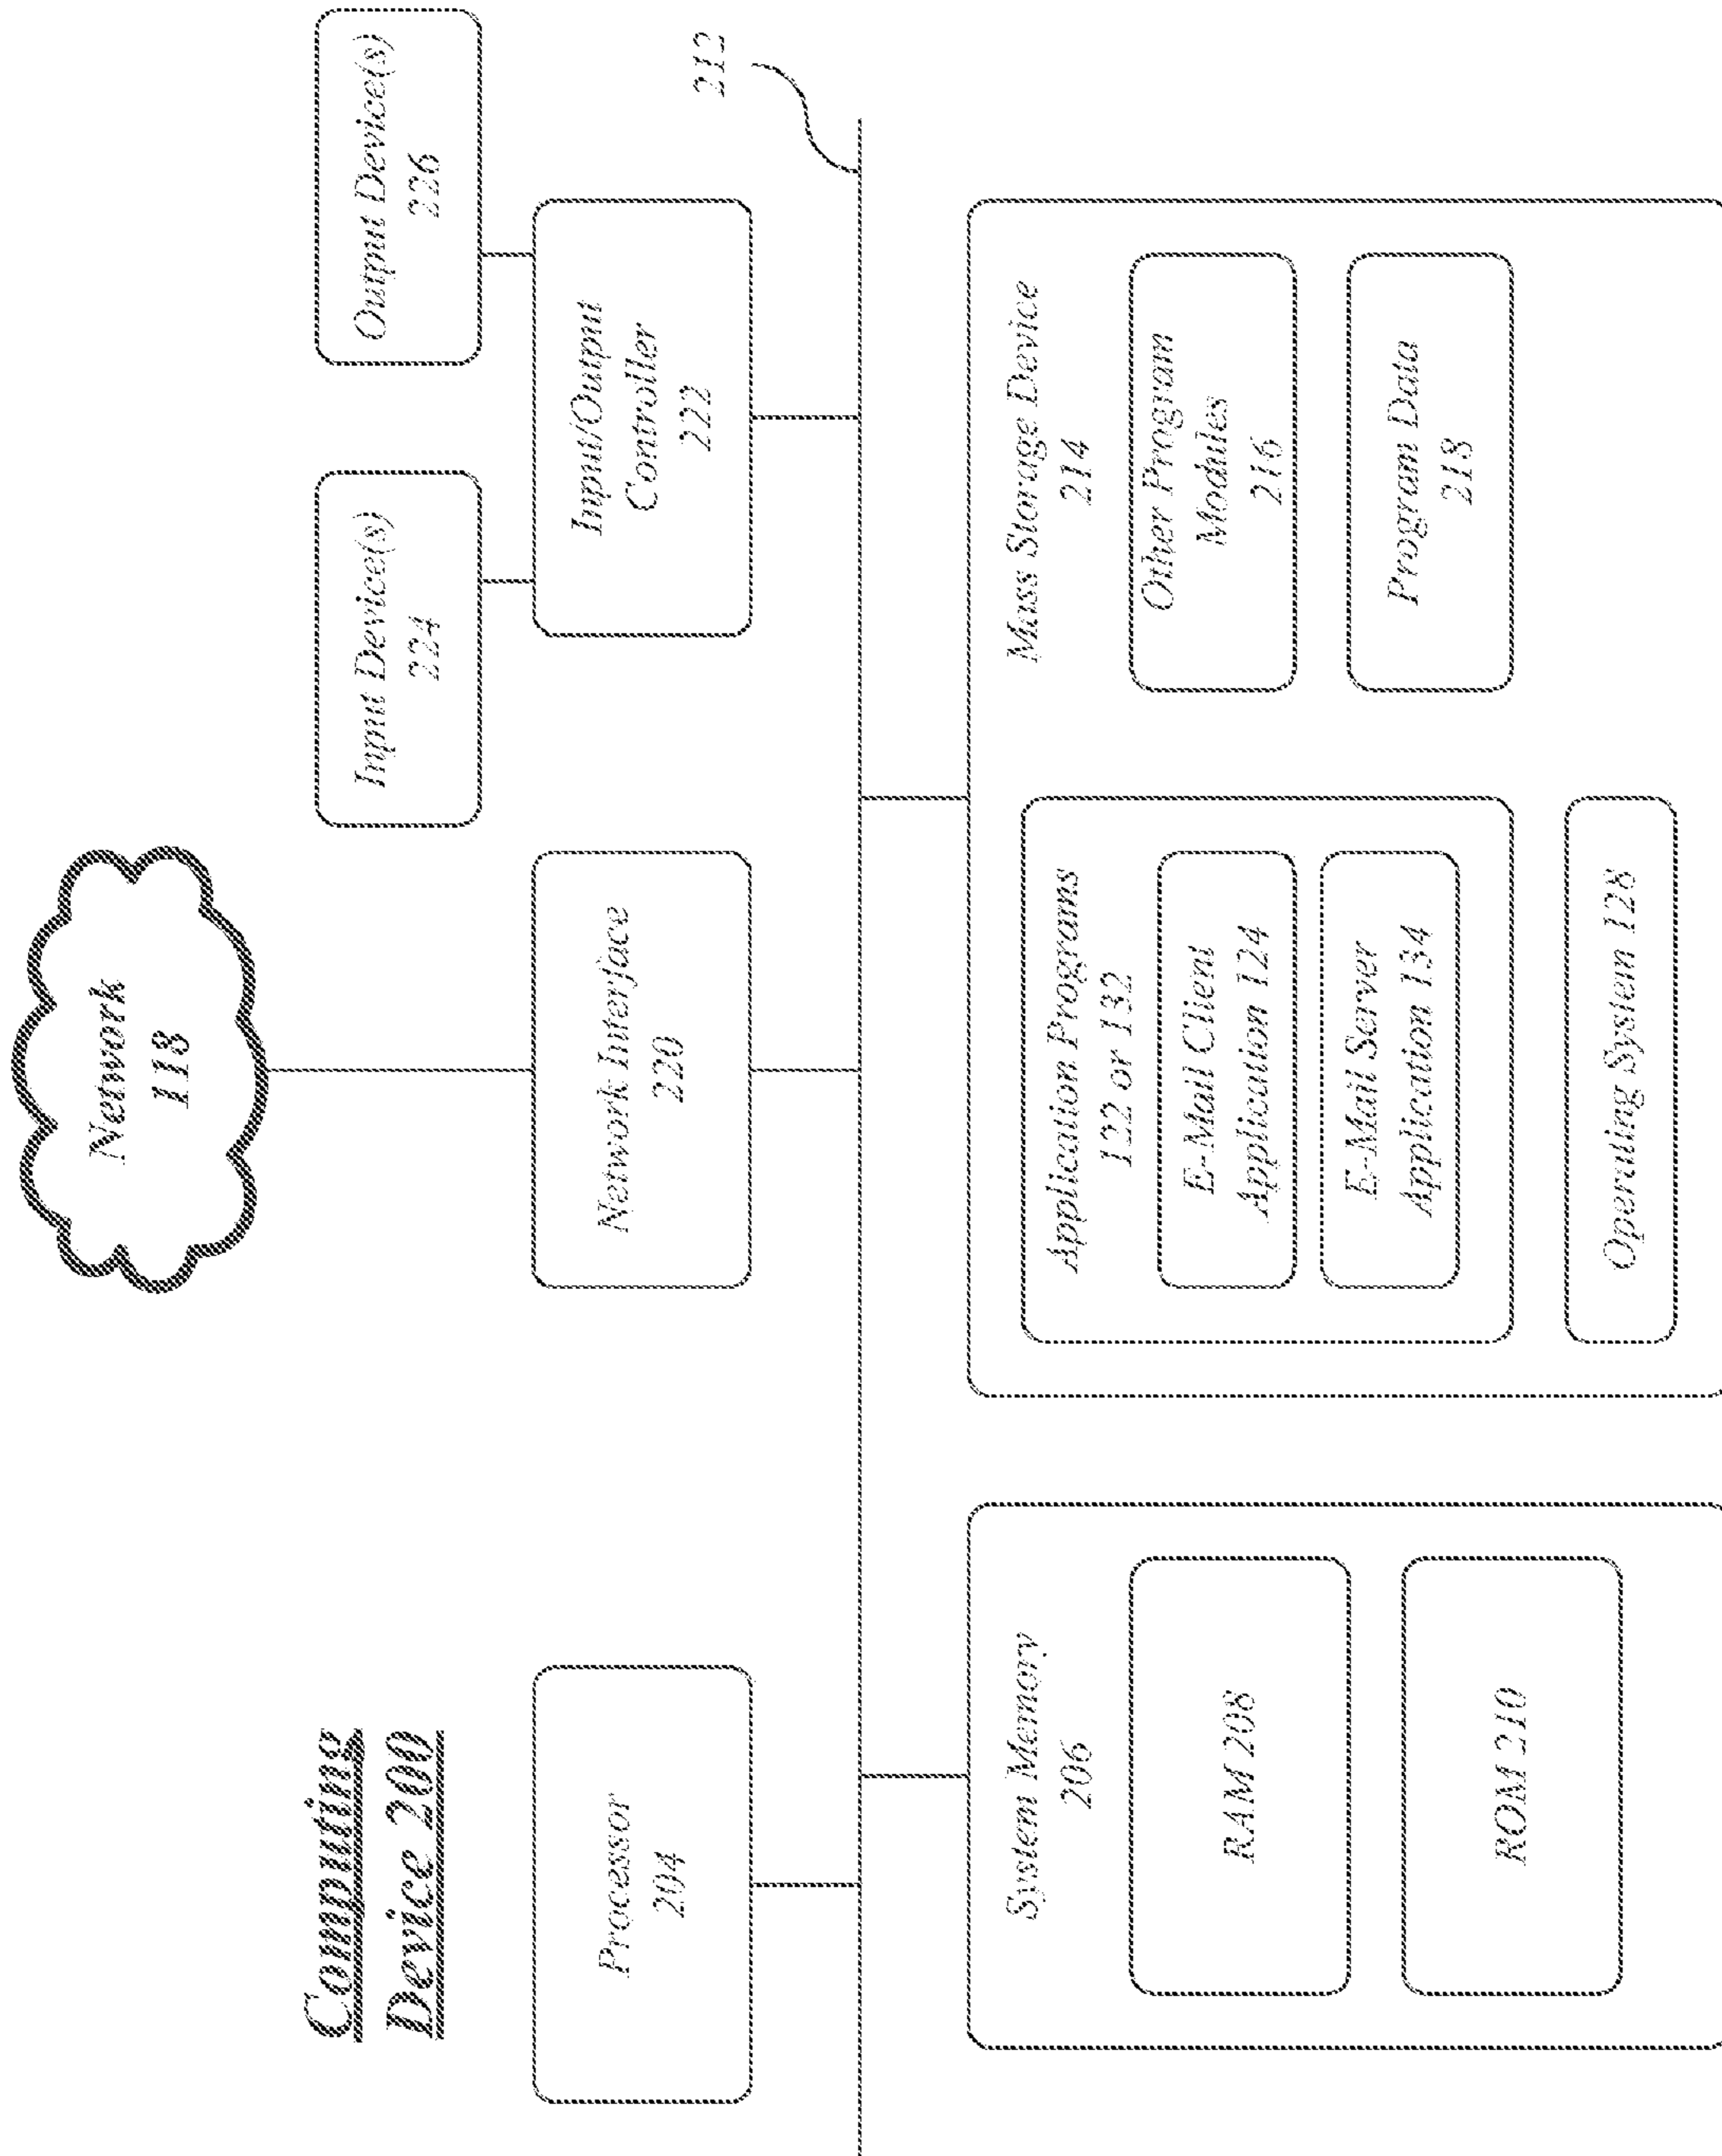 Computing
Device 200
Network
118
Output Device(s)
226
Input Device(s)
224
Processor
204
Network Interface
220
Input/Output
Controller
222
212
System Memory
206
RAM 208
ROM 210
Mass Storage Device
214
Application Programs
122 or 132
E-Mail Client
Application 124
E-Mail Server
Application 134
Operating System 128
Other Program
Modules
216
Program Data
218